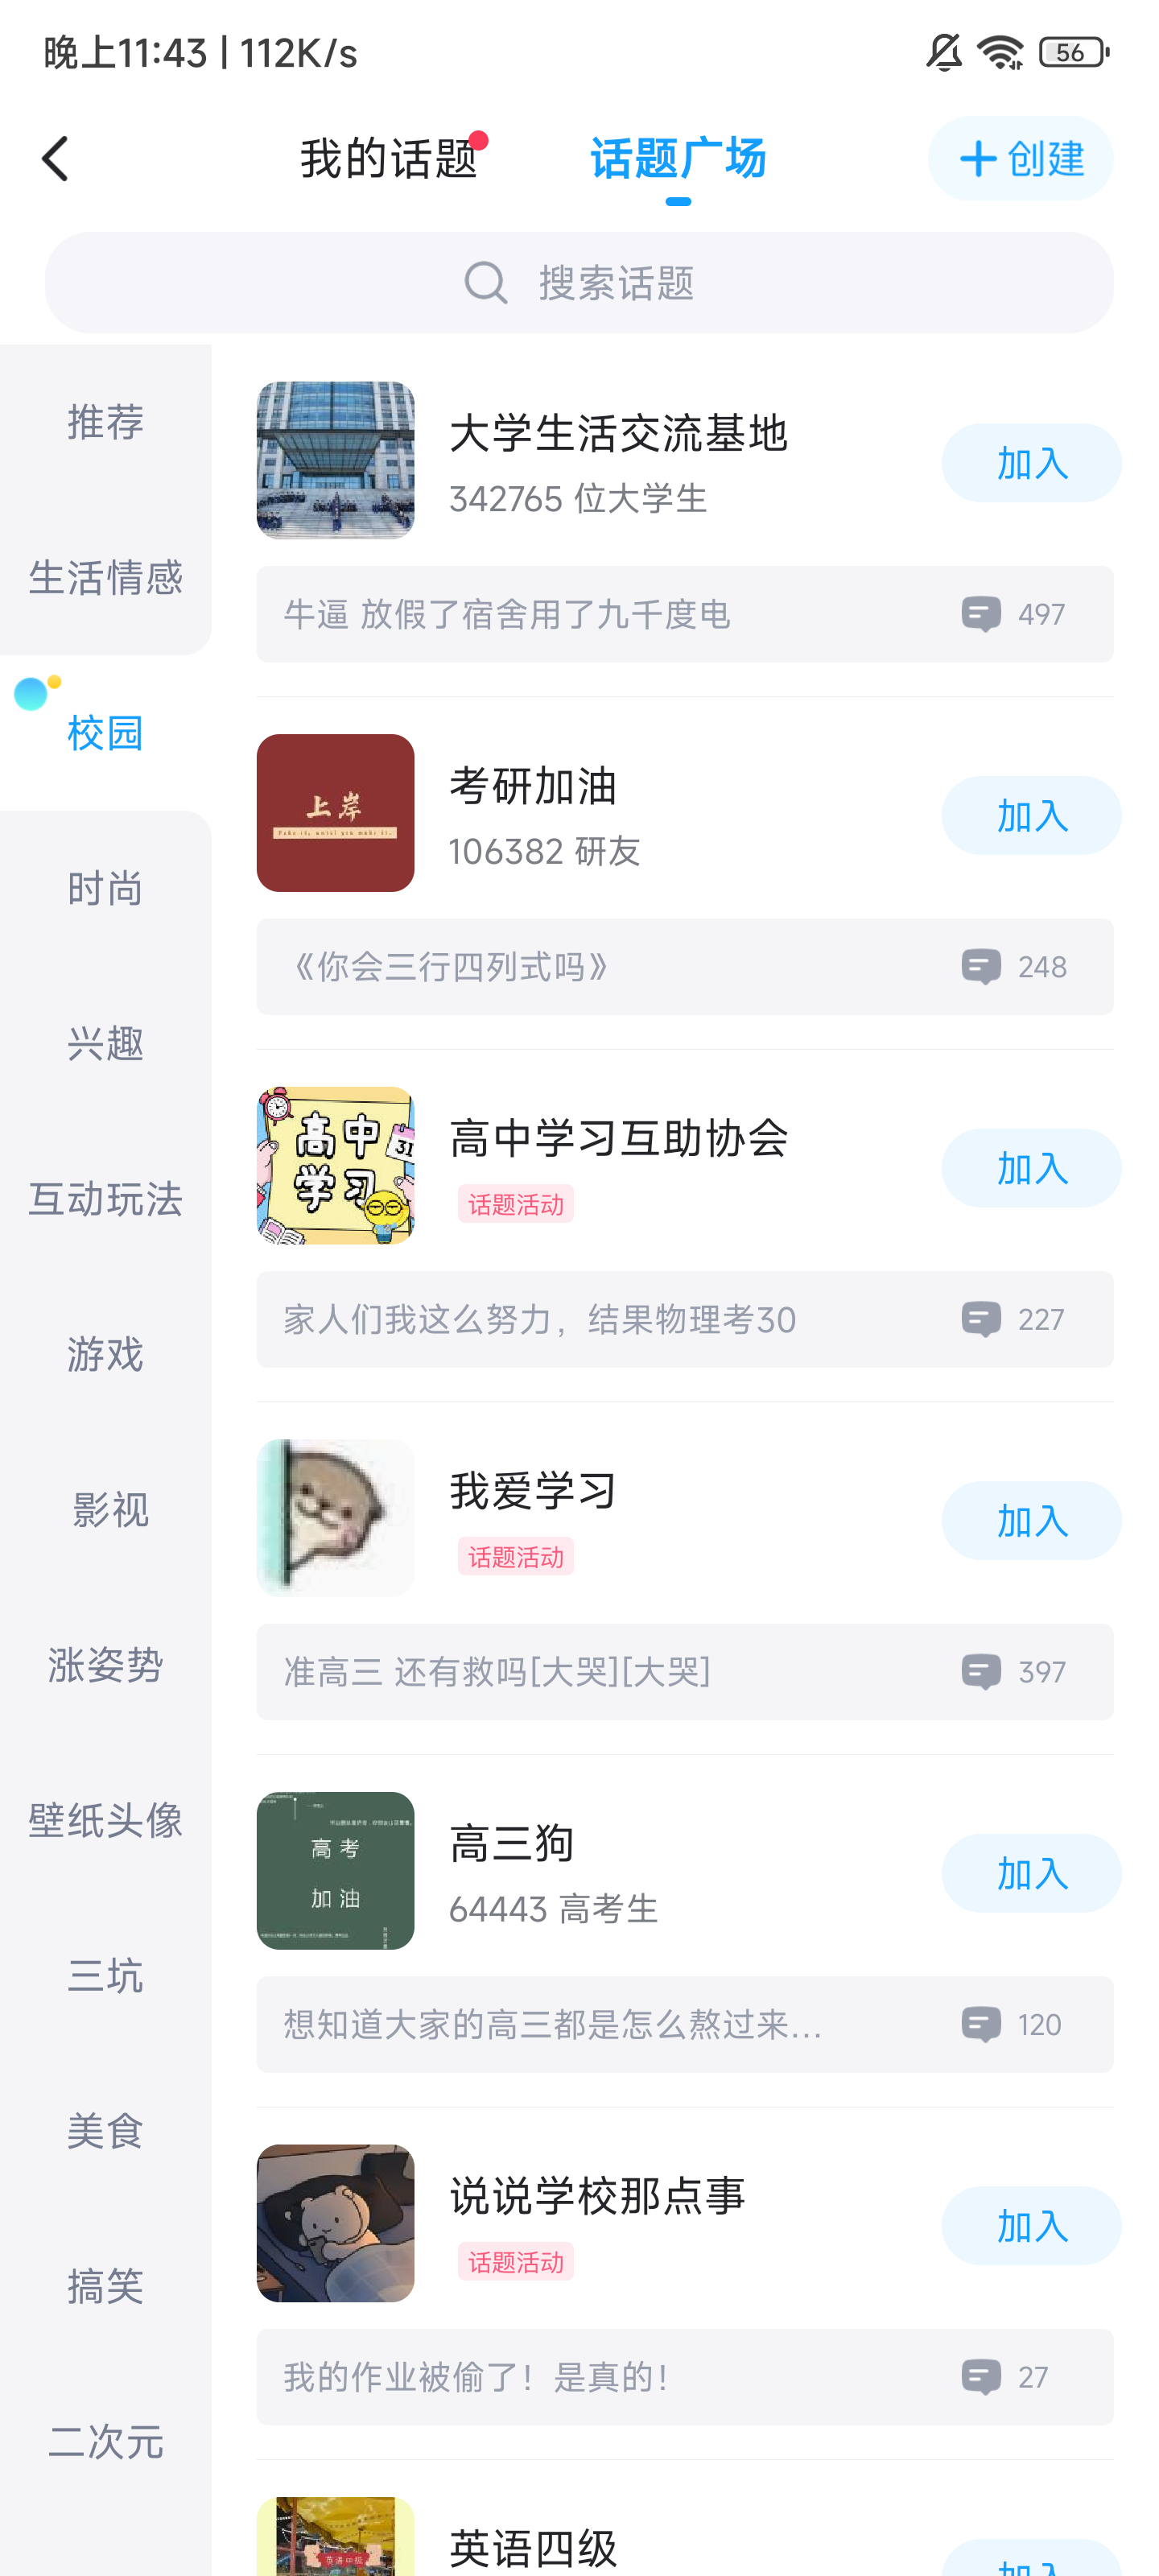 晚上11:43 | 112K/s
56
我的话题
话题广场
创建
搜索话题
推荐
生活情感
校园
时尚
兴趣
互动玩法
游戏
影视
涨姿势
壁纸头像
三坑
美食
搞笑
二次元
大学生活交流基地
342765 位大学生
加入
牛逼 放假了宿舍用了九千度电
497
上岸
考研加油
106382 研友
加入
《你会三行四列式吗》
248
高中
学习
31
高中学习互助协会
话题活动
加入
家人们我这么努力，结果物理考30
227
我爱学习
话题活动
加入
准高三 还有救吗[大哭][大哭]
397
高考
加油
高三狗
64443 高考生
加入
想知道大家的高三都是怎么熬过来...
120
说说学校那点事
话题活动
加入
我的作业被偷了！是真的！
27
英语四级
英语四级
加入